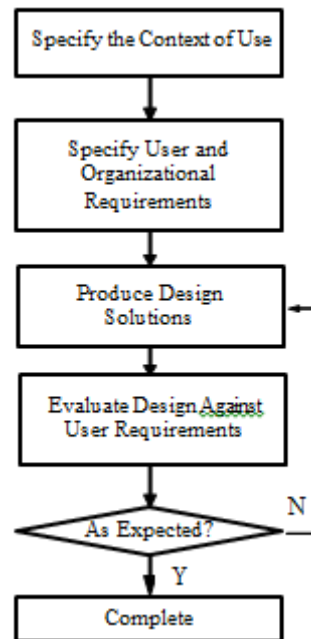 Specify the Context of Use
Specify User and
Organizational
Requirements
Produce Design
Solutions
Evaluate Design Against
User Requirements
As Expected?
N
Y
Complete